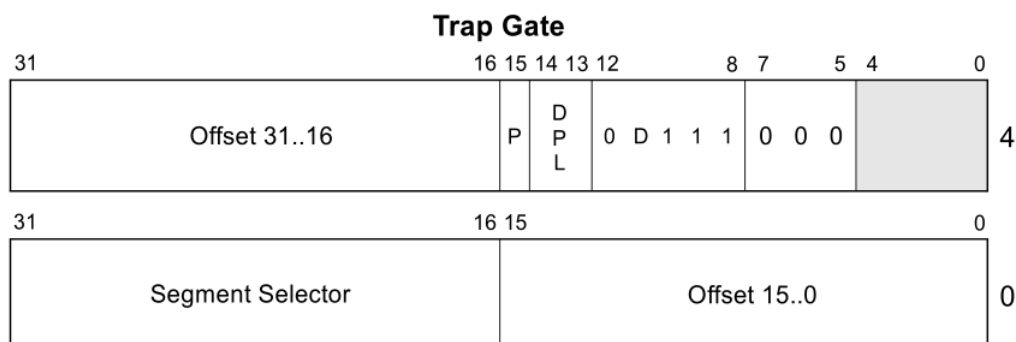 Trap Gate
31 16 15 14 13 12 8 7 5 4 0
Offset 31..16 P DPL 0 D 1 1 1 0 0 0 4
31 16 15 0
Segment Selector Offset 15..0 0